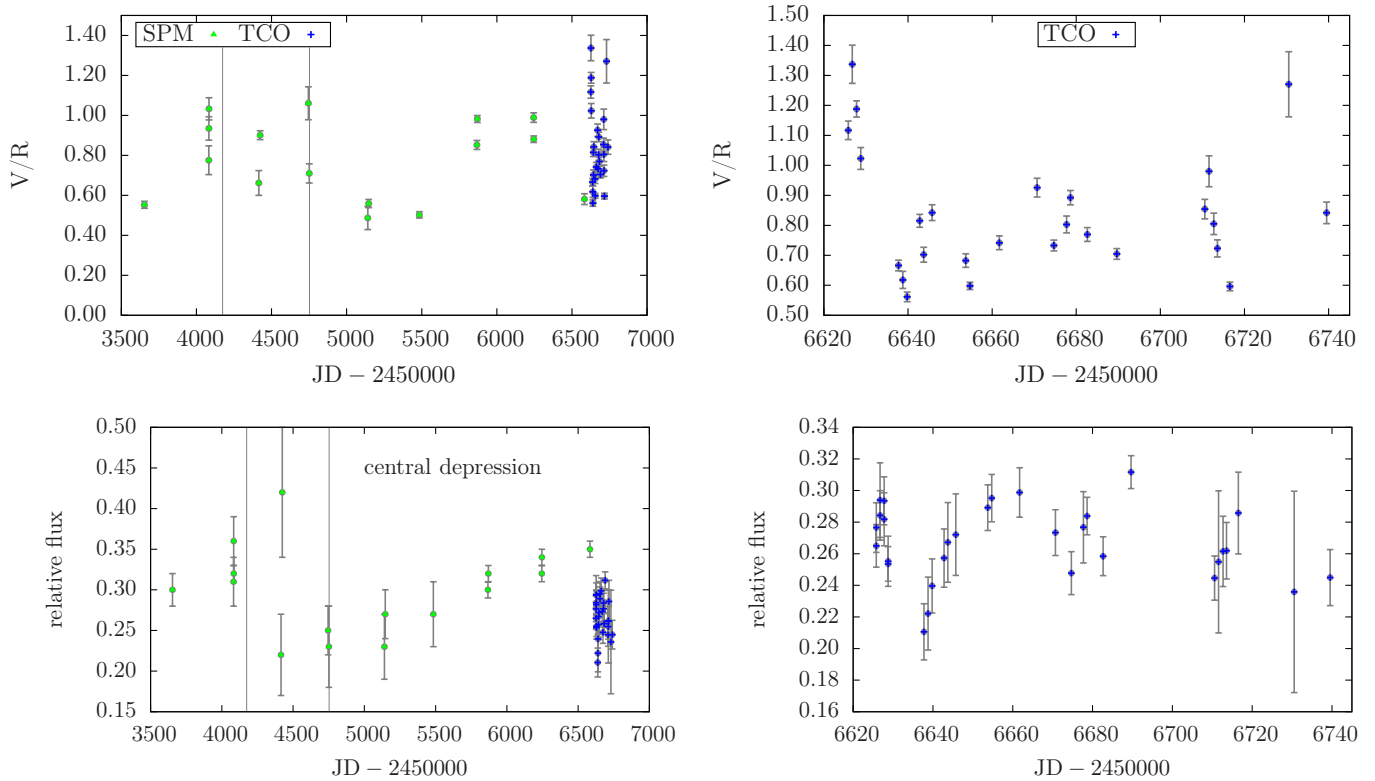 SPM TCO
1.40
1.20
1.00
0.80
0.60
0.40
0.20
0.00
V/R
3500 4000 4500 5000 5500 6000 6500 7000
JD − 2450000
TCO
1.50
1.40
1.30
1.20
1.10
1.00
0.90
0.80
0.70
0.60
0.50
V/R
6620 6640 6660 6680 6700 6720 6740
JD − 2450000
central depression
0.50
0.45
0.40
0.35
0.30
0.25
0.20
0.15
relative flux
3500 4000 4500 5000 5500 6000 6500 7000
JD − 2450000
0.34
0.32
0.30
0.28
0.26
0.24
0.22
0.20
0.18
0.16
relative flux
6620 6640 6660 6680 6700 6720 6740
JD − 2450000